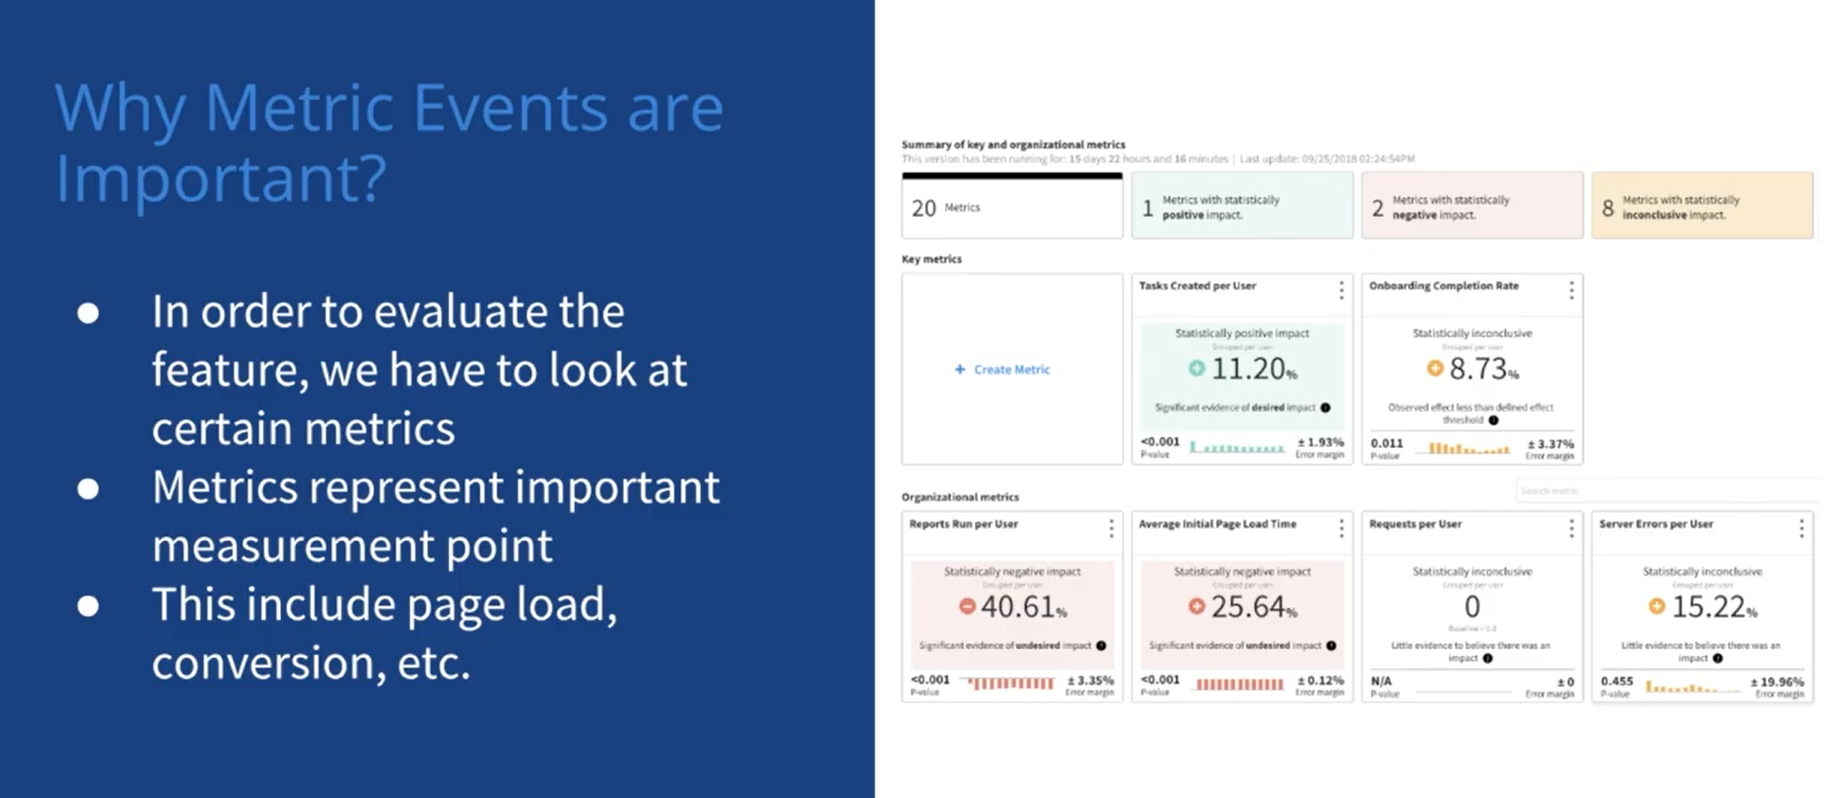 Why Metric Events are
Important?
● In order to evaluate the
feature, we have to look at
certain metrics
● Metrics represent important
measurement point
● This include page load,
conversion, etc.
Summary of key and organizational metrics
This version has been running for: 15 days 22 hours and 16 minutes | Last update: 09/25/2018 02:24:54PM
20 Metrics
1 Metrics with statistically
positive impact.
2 Metrics with statistically
negative impact.
8 Metrics with statistically
inconclusive impact.
Key metrics
+ Create Metric
Tasks Created per User
Statistically positive impact
Grouped per user
11.20%
Significant evidence of desired impact
<0.001
P-value
± 1.93%
Error margin
Onboarding Completion Rate
Statistically inconclusive
Grouped per user
8.73%
Observed effect less than defined effect
threshold
0.011
P-value
± 3.37%
Error margin
Organizational metrics
Search metric
Reports Run per User
Statistically negative impact
Grouped per user
40.61%
Significant evidence of undesired impact
<0.001
P-value
± 3.35%
Error margin
Average Initial Page Load Time
Statistically negative impact
Grouped per user
25.64%
Significant evidence of undesired impact
<0.001
P-value
± 0.12%
Error margin
Requests per User
Statistically inconclusive
Grouped per user
0
Little evidence to believe there was an
impact
N/A
P-value
± 0
Error margin
Server Errors per User
Statistically inconclusive
Grouped per user
15.22%
Little evidence to believe there was an
impact
0.455
P-value
± 19.96%
Error margin